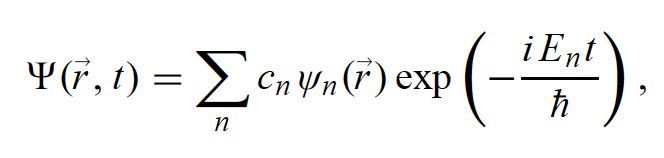 Ψ(r⃗, t) = ∑ₙ cₙ ψₙ(r⃗) exp(−iEₙt/ħ),